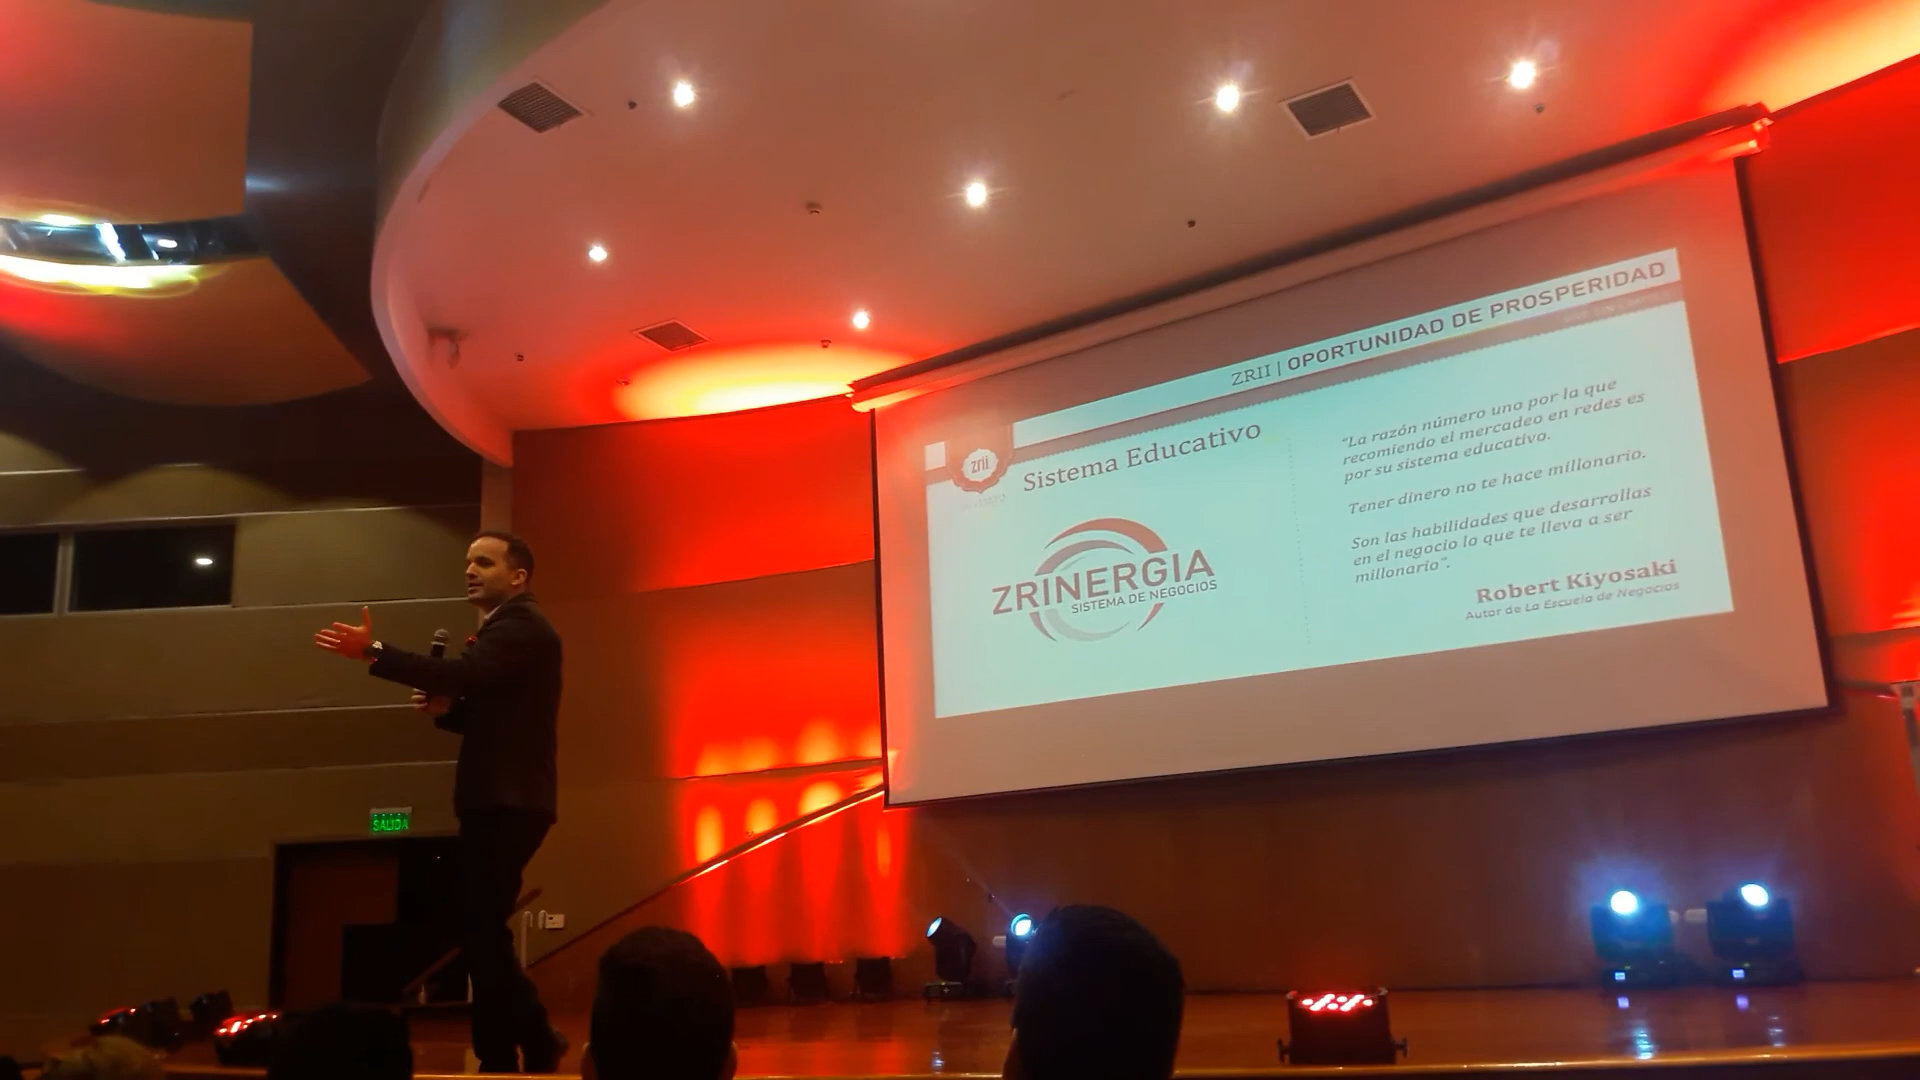 ZRII | OPORTUNIDAD DE PROSPERIDAD
zrii
Sistema Educativo
ZRINERGIA
SISTEMA DE NEGOCIOS
"La razón número uno por la que
recomiendo el mercadeo en redes es
por su sistema educativo.
Tener dinero no te hace millonario.
Son las habilidades que desarrollas
en el negocio lo que te lleva a ser
millonario".
Robert Kiyosaki
Autor de La Escuela de Negocios
SALIDA